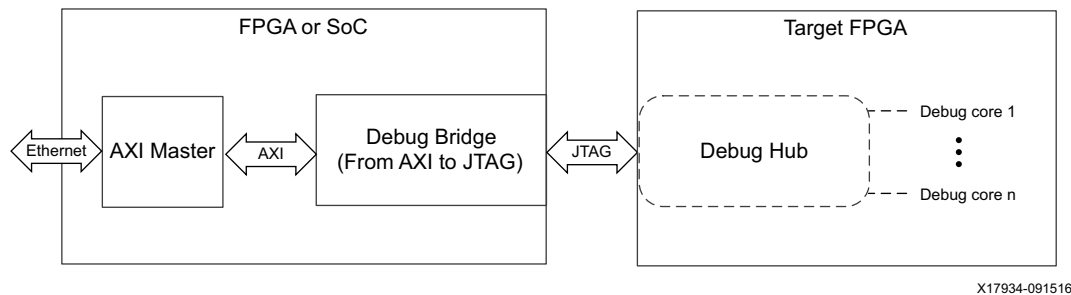 FPGA or SoC
Target FPGA
Ethernet
AXI Master
AXI
Debug Bridge
(From AXI to JTAG)
JTAG
Debug Hub
Debug core 1
Debug core n
X17934-091516